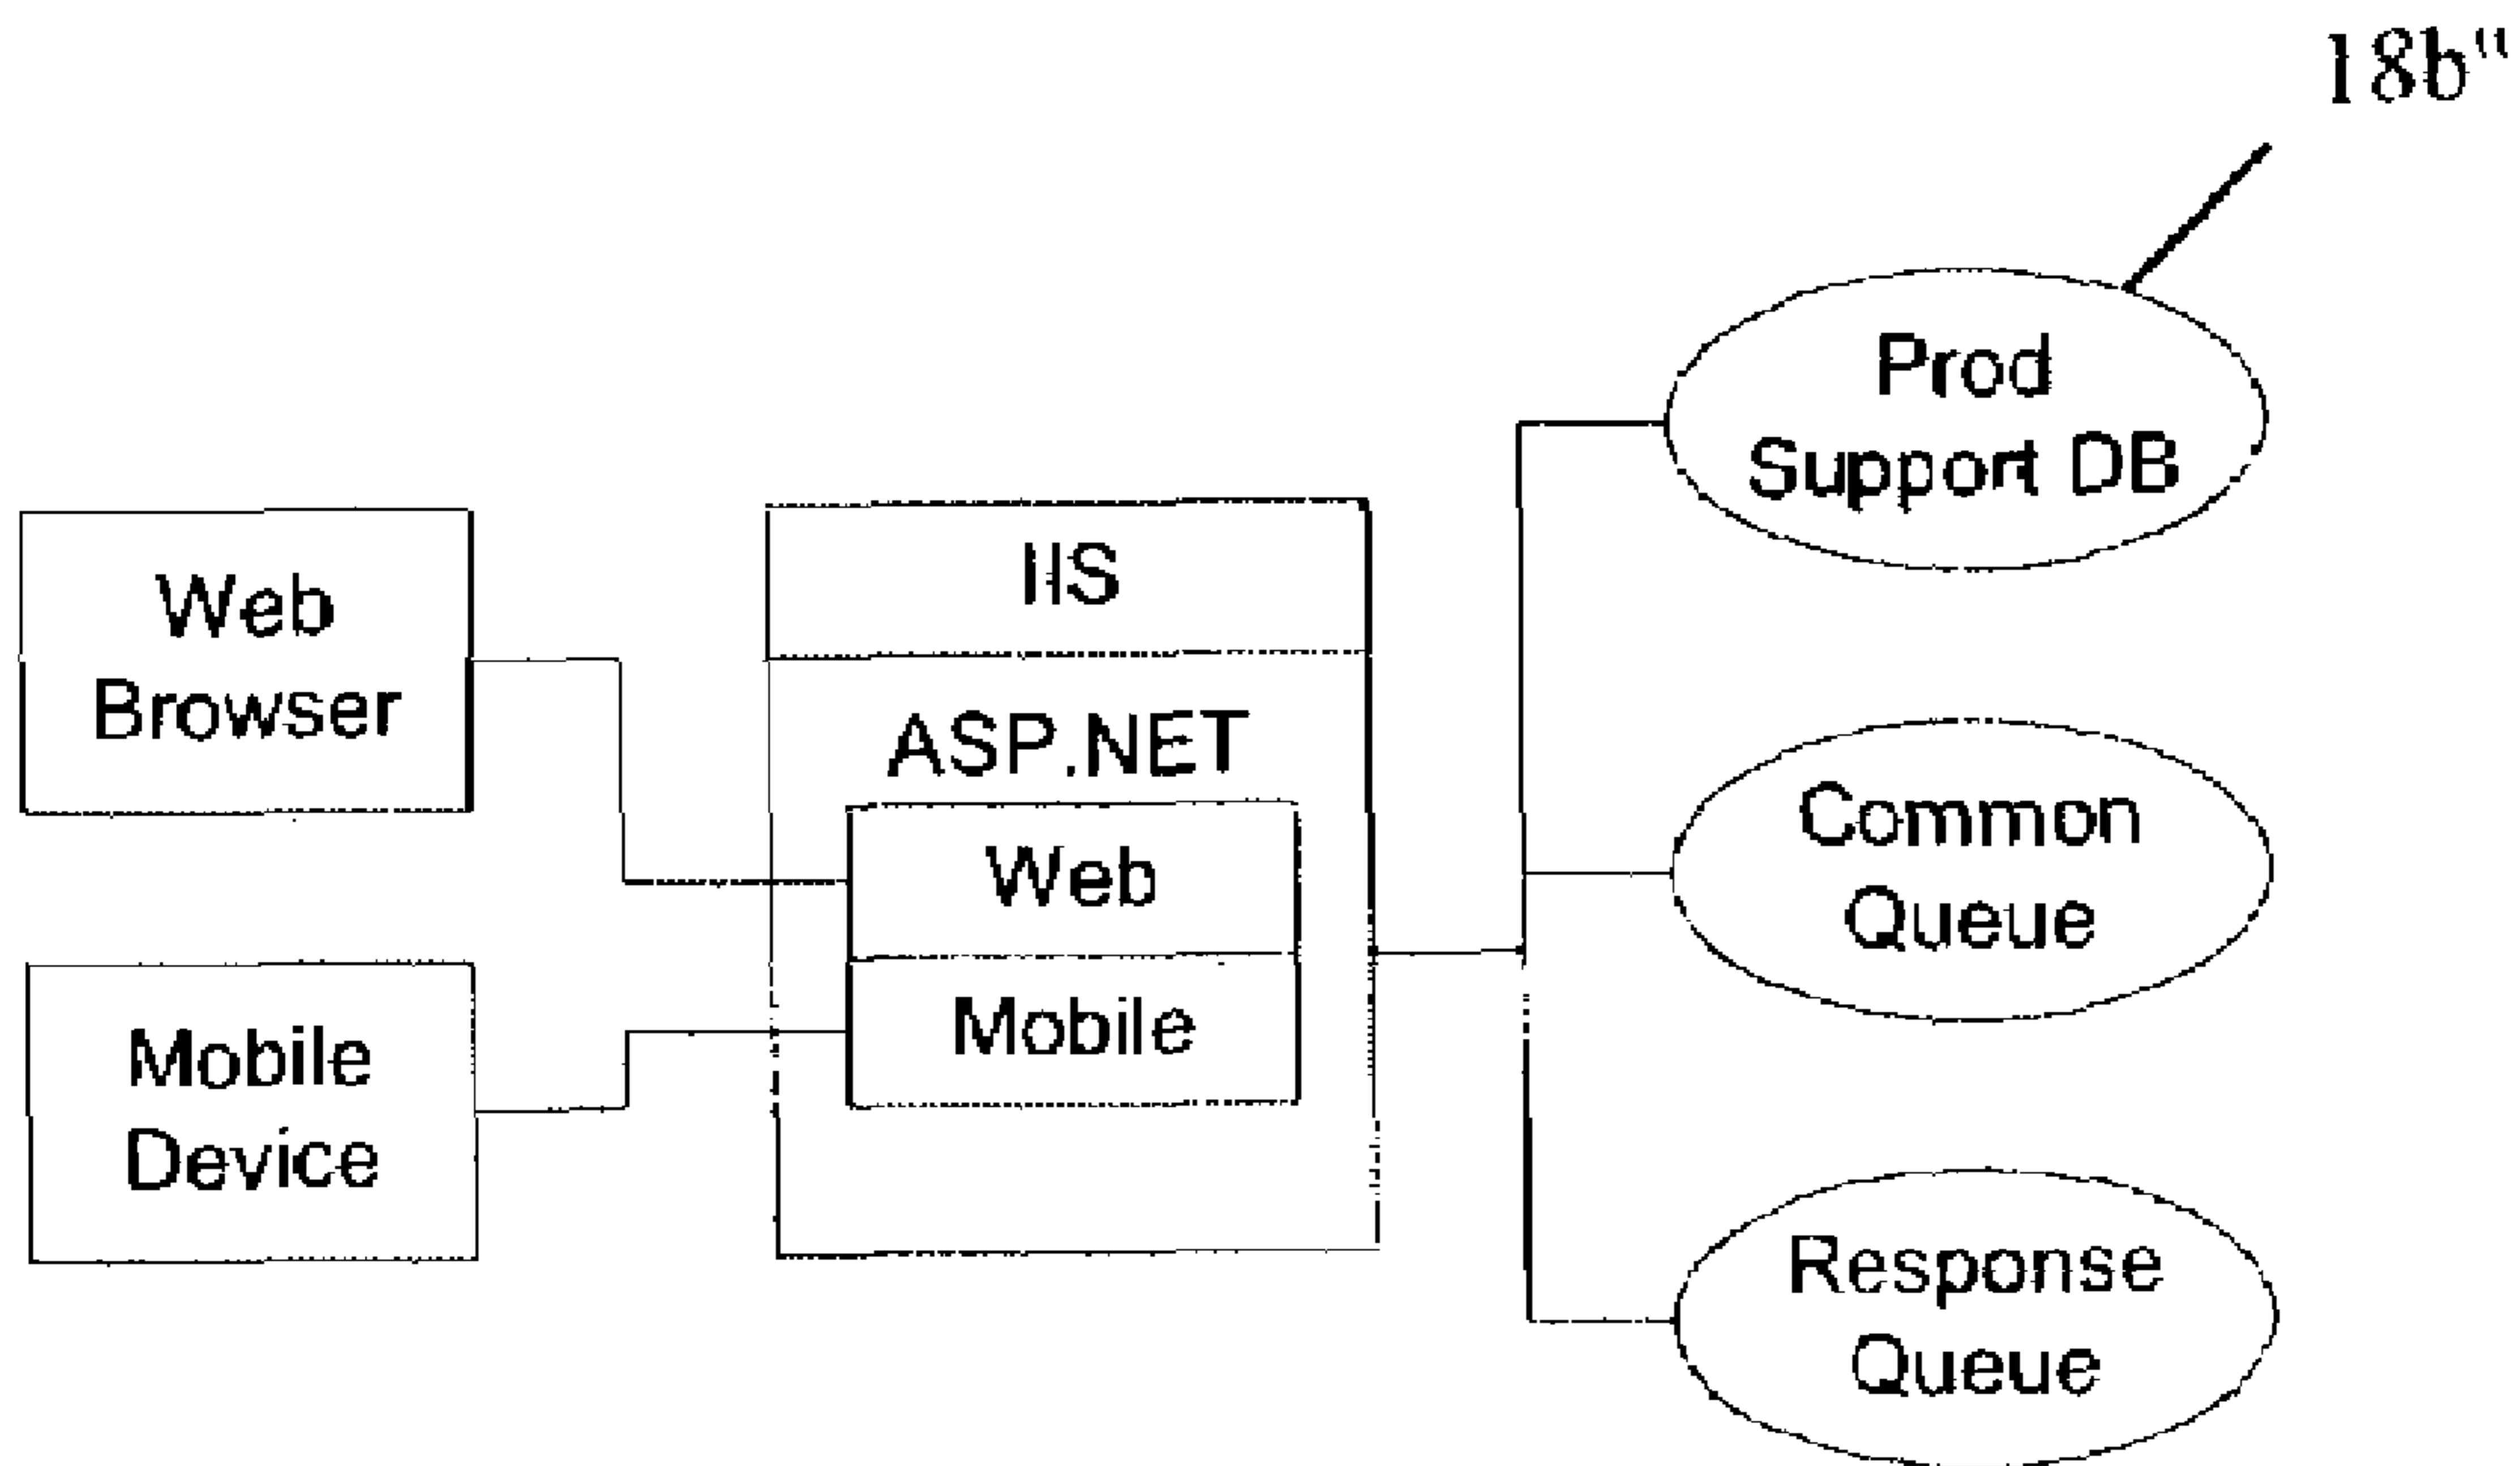 18b"
Prod
Support DB
IIS
Web
Browser
ASP.NET
Web
Mobile
Common
Queue
Mobile
Device
Response
Queue